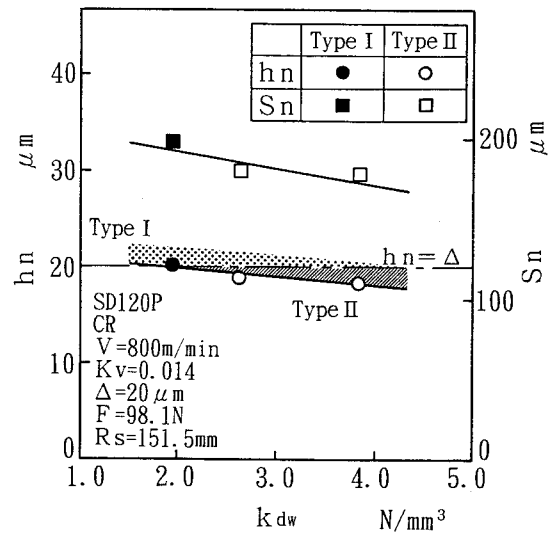 Type I Type II
hn
Sn
40
30
20
10
0
μm
hn
200
100
0
μm
Sn
Type I
hn=Δ
Type II
SD120P
CR
V=800m/min
Kv=0.014
Δ=20μm
F=98.1N
Rs=151.5mm
1.0 2.0 3.0 4.0 5.0
kdw N/mm³